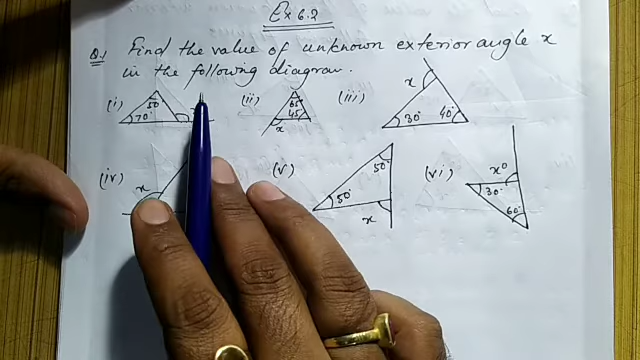 Ex 6.2
Q.1 Find the value of unknown exterior angle x
in the following diagram.
(i) 50° 70°
(ii) 65° 45° x
(iii) x 30° 40°
(iv) x
(v) 50° 50° x
(vi) x° 30° 60°